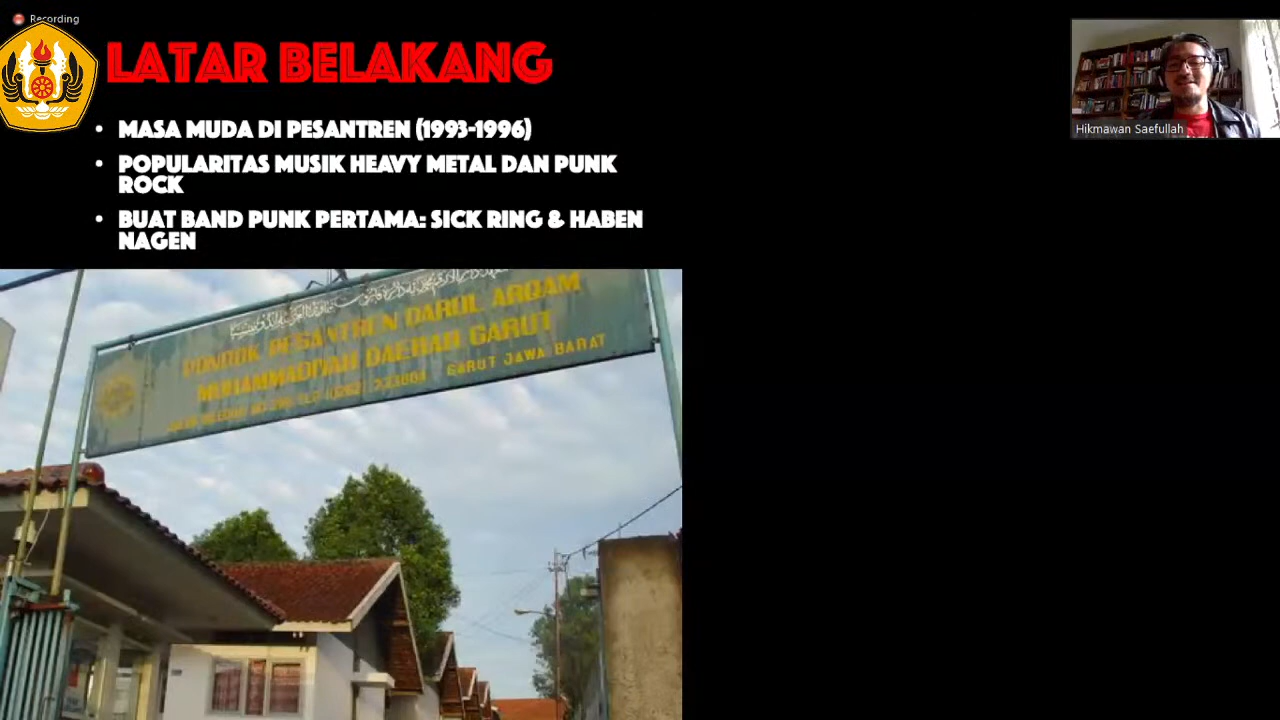 Recording
LATAR BELAKANG
• MASA MUDA DI PESANTREN (1993-1996)
• POPULARITAS MUSIK HEAVY METAL DAN PUNK
ROCK
• BUAT BAND PUNK PERTAMA: SICK RING & HABEN
NAGEN
Hikmawan Saefullah
PONDOK PESANTREN DARUL ARQAM
MUHAMMADIYAH DAERAH GARUT
GARUT JAWA BARAT